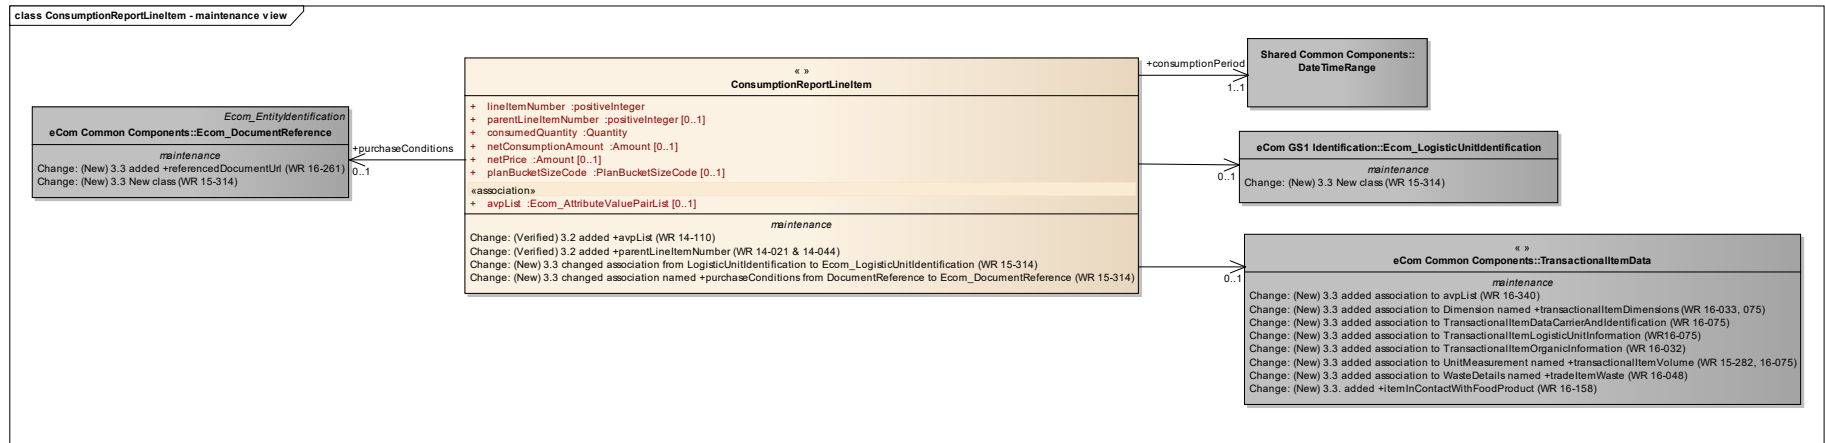 class ConsumptionReportLineItem - maintenance view
Ecom_EntityIdentification
eCom Common Components::Ecom_DocumentReference
maintenance
Change: (New) 3.3 added +referencedDocumentUrl (WR 16-261)
Change: (New) 3.3 New class (WR 15-314)
+purchaseConditions
0..1
« »
ConsumptionReportLineItem
+ lineItemNumber :positiveInteger
+ parentLineItemNumber :positiveInteger [0..1]
+ consumedQuantity :Quantity
+ netConsumptionAmount :Amount [0..1]
+ netPrice :Amount [0..1]
+ planBucketSizeCode :PlanBucketSizeCode [0..1]
«association»
+ avpList :Ecom_AttributeValuePairList [0..1]
maintenance
Change: (Verified) 3.2 added +avpList (WR 14-110)
Change: (Verified) 3.2 added +parentLineItemNumber (WR 14-021 & 14-044)
Change: (New) 3.3 changed association from LogisticUnitIdentification to Ecom_LogisticUnitIdentification (WR 15-314)
Change: (New) 3.3 changed association named +purchaseConditions from DocumentReference to Ecom_DocumentReference (WR 15-314)
+consumptionPeriod
1..1
Shared Common Components::
DateTimeRange
0..1
eCom GS1 Identification::Ecom_LogisticUnitIdentification
maintenance
Change: (New) 3.3 New class (WR 15-314)
0..1
« »
eCom Common Components::TransactionalItemData
maintenance
Change: (New) 3.3 added association to avpList (WR 16-340)
Change: (New) 3.3 added association to Dimension named +transactionalItemDimensions (WR 16-033, 075)
Change: (New) 3.3 added association to TransactionalItemDataCarrierAndIdentification (WR 16-075)
Change: (New) 3.3 added association to TransactionalItemLogisticUnitInformation (WR16-075)
Change: (New) 3.3 added association to TransactionalItemOrganicInformation (WR 16-032)
Change: (New) 3.3 added association to UnitMeasurement named +transactionalItemVolume (WR 15-282, 16-075)
Change: (New) 3.3 added association to WasteDetails named +tradeItemWaste (WR 16-048)
Change: (New) 3.3. added +itemInContactWithFoodProduct (WR 16-158)